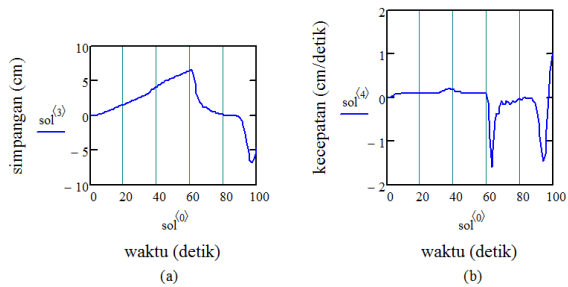 10
5
0
− 5
− 10
0 20 40 60 80 100
simpangan (cm)
sol⟨3⟩
sol⟨0⟩
waktu (detik)
(a)
2
1
0
− 1
− 2
0 20 40 60 80 100
kecepatan (cm/detik)
sol⟨4⟩
sol⟨0⟩
waktu (detik)
(b)